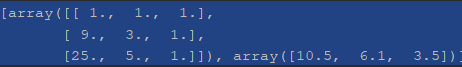 [array([[ 1.,  1.,  1.],
       [ 9.,  3.,  1.],
       [25.,  5.,  1.]]), array([10.5,  6.1,  3.5])]